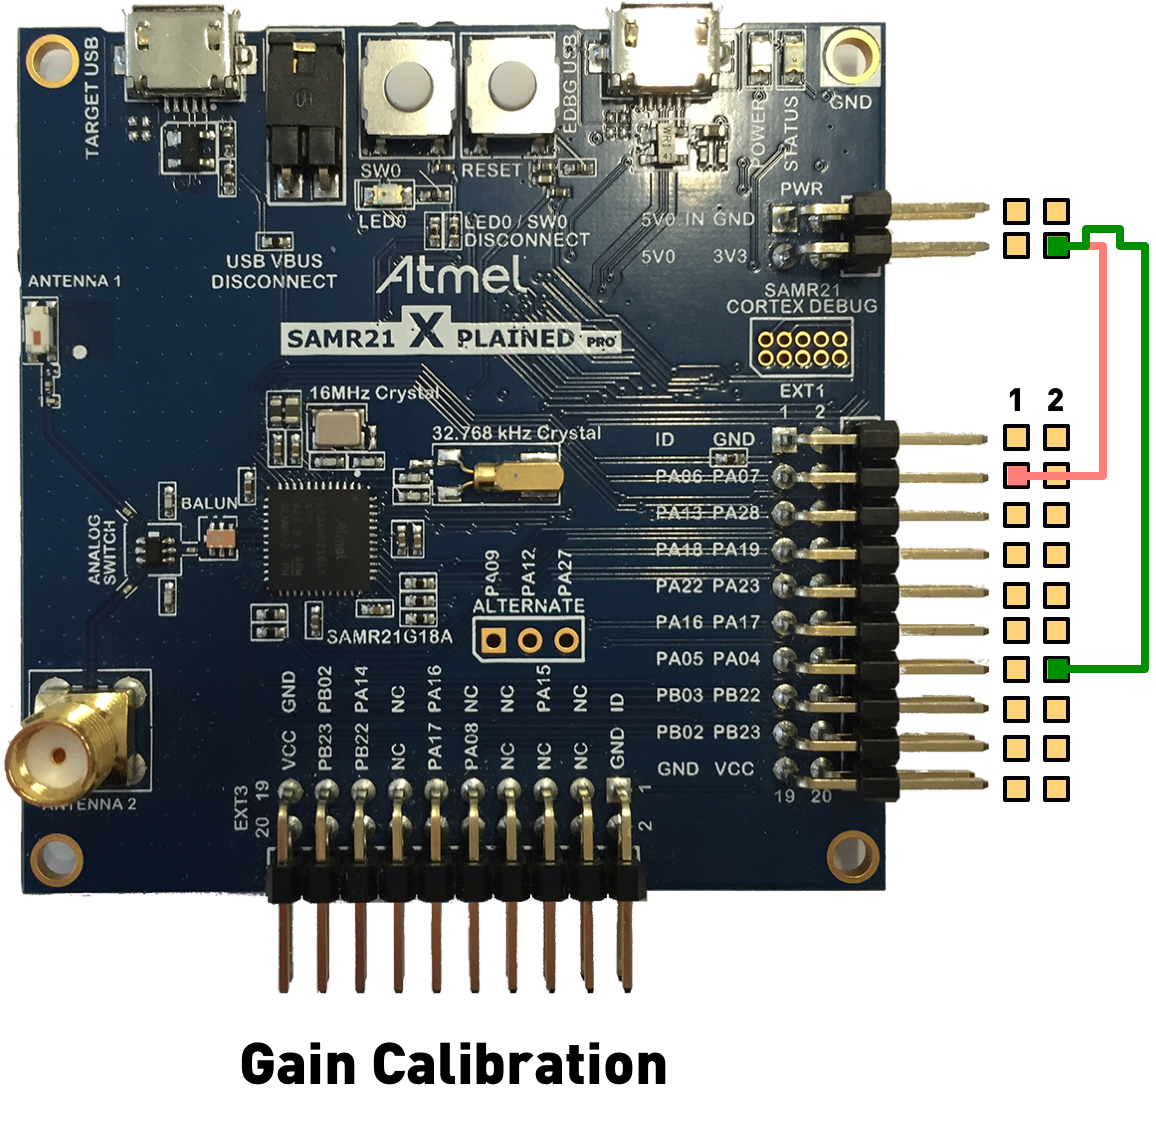 TARGET USB
SW0
RESET
EDBG USB
POWER
STATUS
GND
LED0
LED0 / SW0
DISCONNECT
PWR
5V0 IN GND
5V0 3V3
USB VBUS
DISCONNECT
ANTENNA 1
Atmel
SAMR21 X PLAINED PRO
SAMR21
CORTEX DEBUG
EXT1
1 2
1 2
16MHz Crystal
32.768 kHz Crystal
ID GND
PA06 PA07
PA13 PA28
PA18 PA19
PA22 PA23
PA16 PA17
PA05 PA04
PB03 PB22
PB02 PB23
GND VCC
19 20
BALUN
ANALOG
SWITCH
PA09
PA12
PA27
ALTERNATE
SAMR21G18A
GND PB02 PA14 NC PA16 NC NC PA15 NC ID
VCC PB23 PB22 NC PA17 PA08 NC NC NC GND
ANTENNA 2
EXT3
19
20
1
2
Gain Calibration